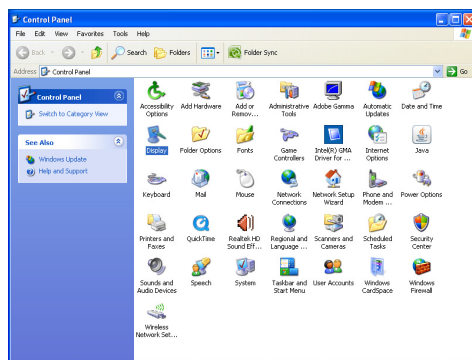 Control Panel
File Edit View Favorites Tools Help
Back Search Folders Folder Sync
Address Control Panel Go
Control Panel
Switch to Category View
See Also
Windows Update
Help and Support
Accessibility Options
Add Hardware
Add or Remov...
Administrative Tools
Adobe Gamma
Automatic Updates
Date and Time
Display
Folder Options
Fonts
Game Controllers
Intel(R) GMA Driver for ...
Internet Options
Java
Keyboard
Mail
Mouse
Network Connections
Network Setup Wizard
Phone and Modem ...
Power Options
Printers and Faxes
QuickTime
Realtek HD Sound Eff...
Regional and Language ...
Scanners and Cameras
Scheduled Tasks
Security Center
Sounds and Audio Devices
Speech
System
Taskbar and Start Menu
User Accounts
Windows CardSpace
Windows Firewall
Wireless Network Set...